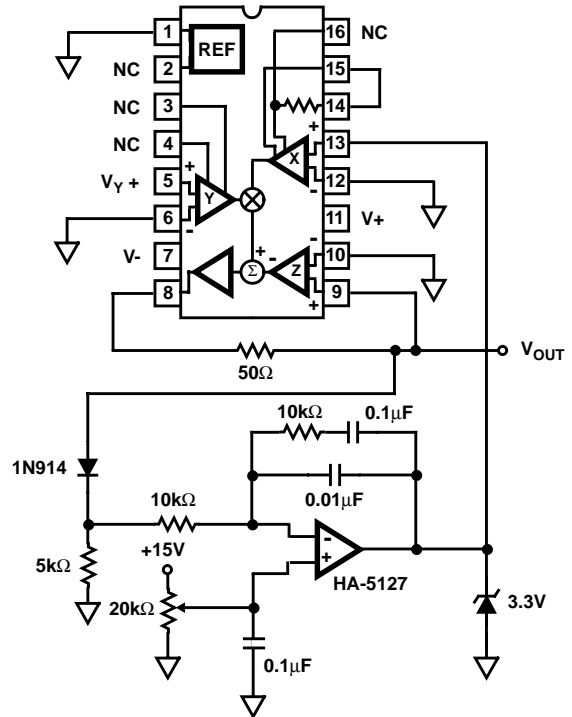 1
REF
16
NC
NC
2
15
NC
3
14
+
NC
4
X
13
VY +
+
5
Y
-
12
6
-
11
V+
V-
7
+
-
-
10
Σ
Z
8
+
9
50Ω
VOUT
10kΩ
0.1μF
1N914
10kΩ
0.01μF
+15V
-
5kΩ
+
HA-5127
20kΩ
3.3V
0.1μF